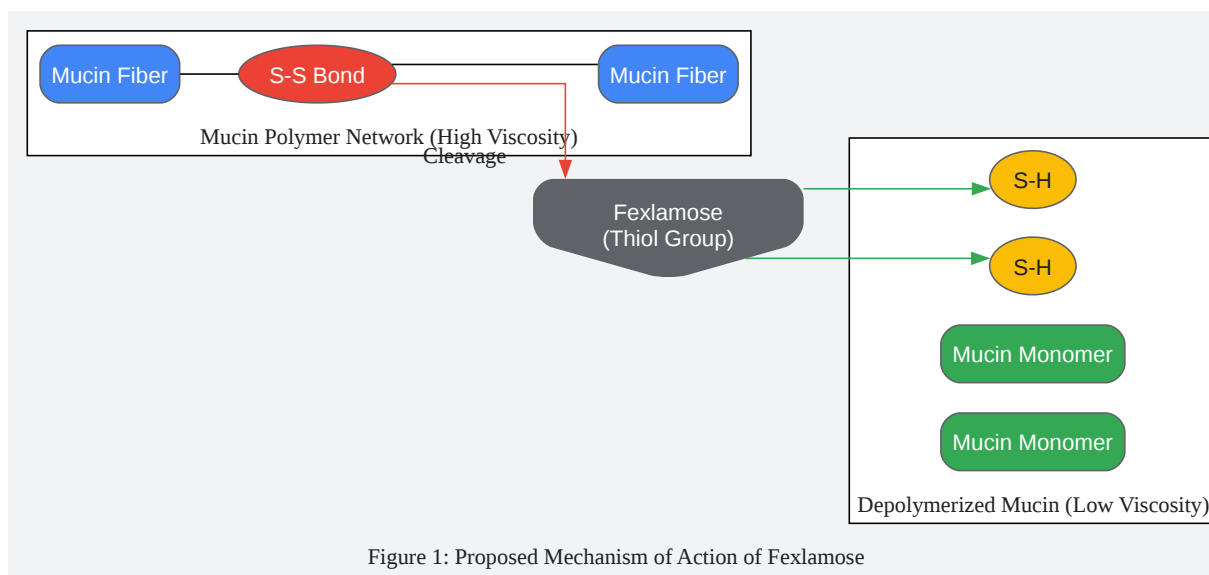 Mucin Fiber
S-S Bond
Mucin Fiber
Mucin Polymer Network (High Viscosity)
Cleavage
Fexlamose
(Thiol Group)
S-H
S-H
Mucin Monomer
Mucin Monomer
Depolymerized Mucin (Low Viscosity)
Figure 1: Proposed Mechanism of Action of Fexlamose